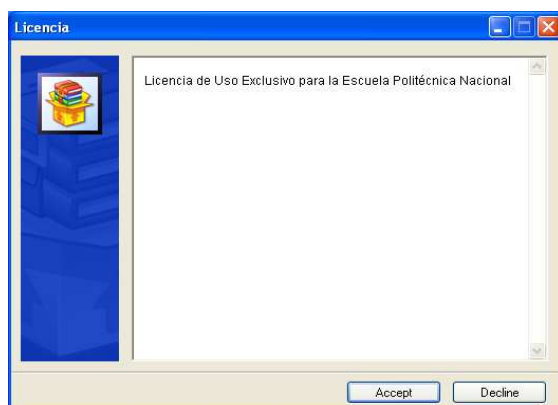 Licencia
Licencia de Uso Exclusivo para la Escuela Politécnica Nacional
Accept
Decline